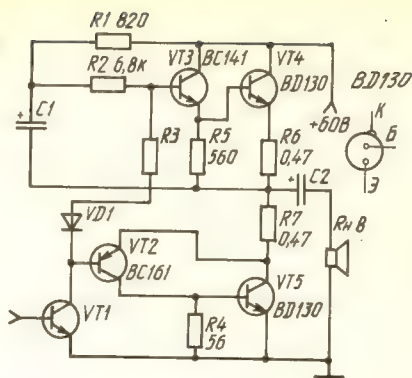 R1 820
VT3
BC141
VT4
BD130
R2 6,8к
BD130
C1
К
Б
Э
+60В
R3
R5
560
R6
0,47
C2
VD1
R7
0,47
Rн 8
VT2
BC161
VT5
BD130
VT1
R4
56